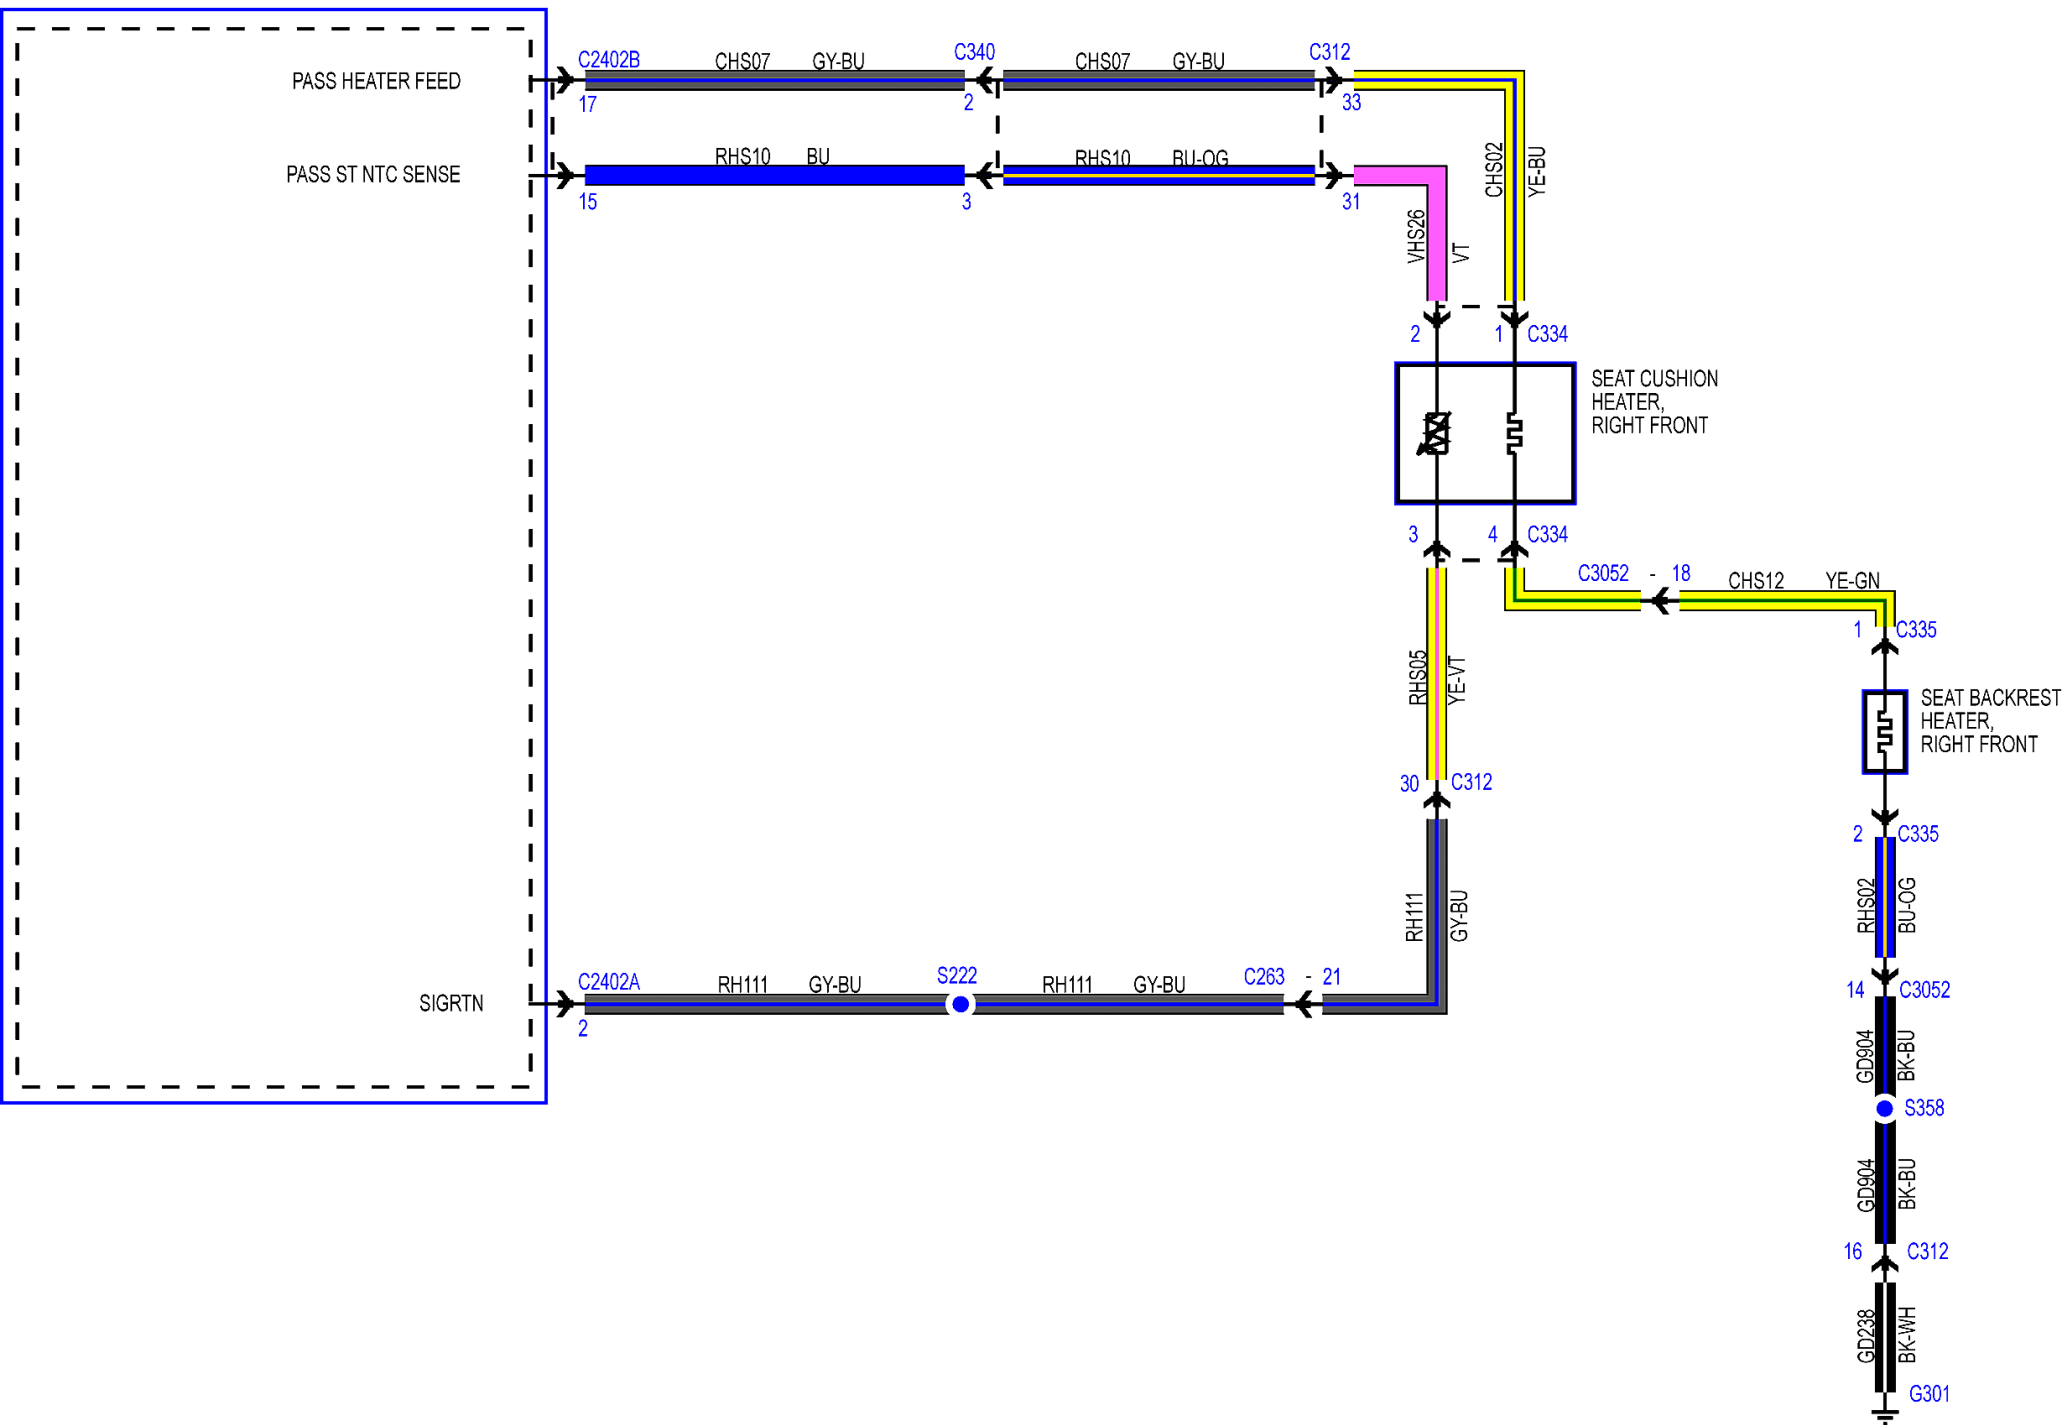 C2402B CHS07 GY-BU C340 CHS07 GY-BU C312
PASS HEATER FEED
17 2 33
RHS10 BU RHS10 BU-OG
PASS ST NTC SENSE
15 3 31
CHS02 YE-BU
VHS26 VT
2 1 C334
SEAT CUSHION
HEATER,
RIGHT FRONT
3 4 C334
C3052 - 18 CHS12 YE-GN
1 C335
RHS05 YE-VT
SEAT BACKREST
HEATER,
RIGHT FRONT
30 C312
2 C335
RH111 GY-BU
RHS02 BU-OG
C2402A RH111 GY-BU S222 RH111 GY-BU C263 - 21
14 C3052
SIGRTN
2
GD904 BK-BU
S358
GD904 BK-BU
16 C312
GD238 BK-WH
G301